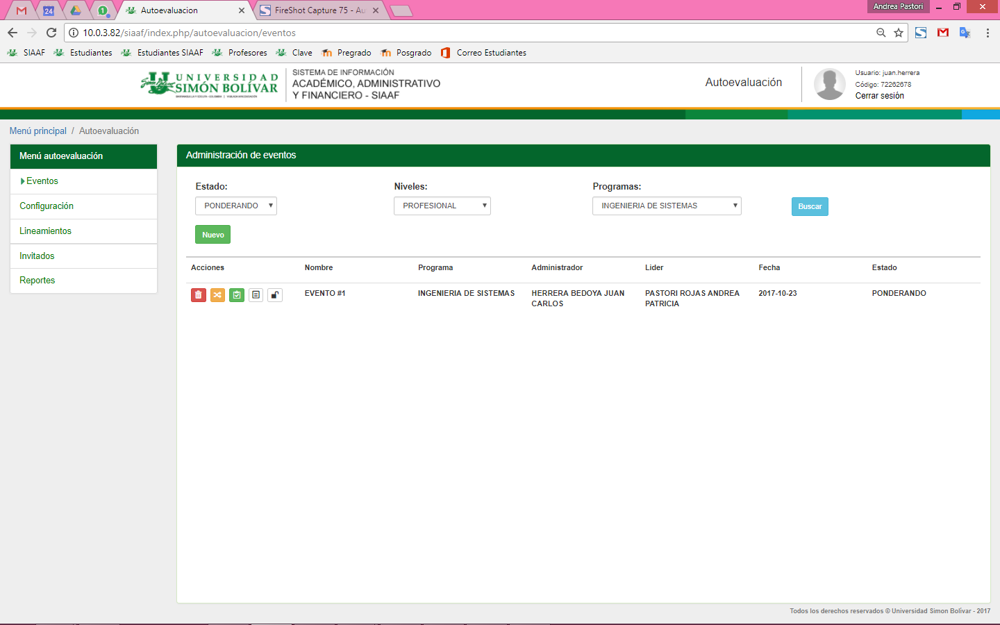 Andrea Pastori
24
1
Autoevaluacion
FireShot Capture 75 - Au
10.0.3.82/siaaf/index.php/autoevaluacion/eventos
SIAAF Estudiantes Estudiantes SIAAF Profesores Clave Pregrado Posgrado Correo Estudiantes
UNIVERSIDAD
SIMÓN BOLÍVAR
SISTEMA DE INFORMACIÓN
ACADÉMICO, ADMINISTRATIVO
Y FINANCIERO - SIAAF
Autoevaluación
Usuario: juan.herrera
Código: 72262678
Cerrar sesión
Menú principal / Autoevaluación
Menú autoevaluación
Eventos
Configuración
Lineamientos
Invitados
Reportes
Administración de eventos
Estado: Niveles: Programas:
PONDERANDO PROFESIONAL INGENIERIA DE SISTEMAS Buscar
Nuevo
Acciones Nombre Programa Administrador Lider Fecha Estado
EVENTO #1 INGENIERIA DE SISTEMAS HERRERA BEDOYA JUAN PASTORI ROJAS ANDREA 2017-10-23 PONDERANDO
CARLOS PATRICIA
Todos los derechos reservados © Universidad Simon Bolívar - 2017